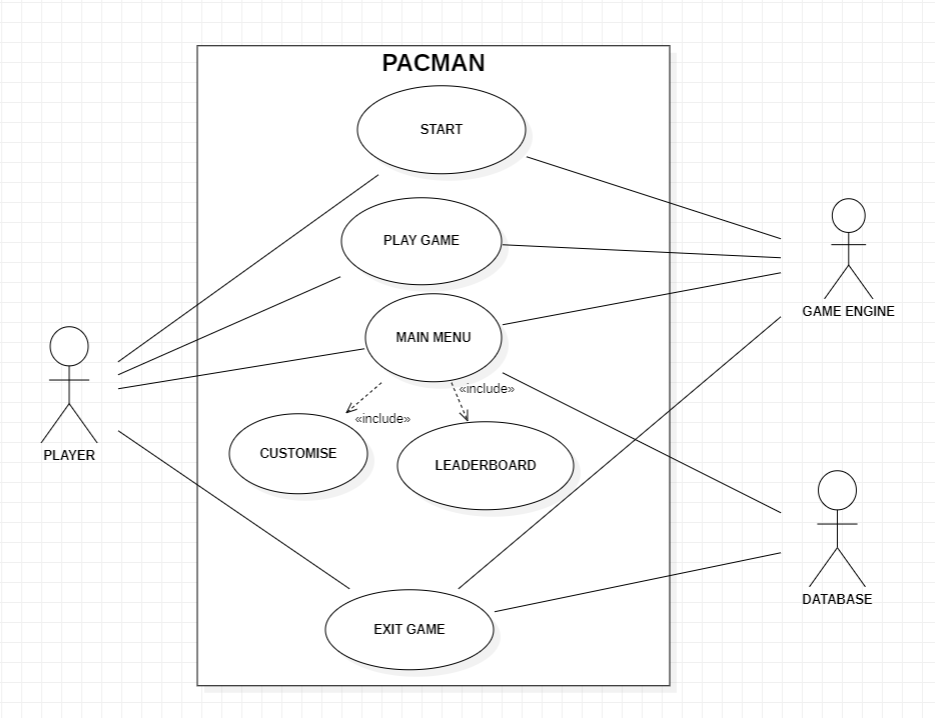 PACMAN
START
PLAY GAME
MAIN MENU
GAME ENGINE
«include»
«include»
PLAYER
CUSTOMISE
LEADERBOARD
DATABASE
EXIT GAME